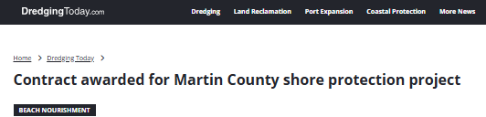 DredgingToday.com Dredging Land Reclamation Port Expansion Coastal Protection More News
Home > Dredging Today >
Contract awarded for Martin County shore protection project
BEACH NOURISHMENT